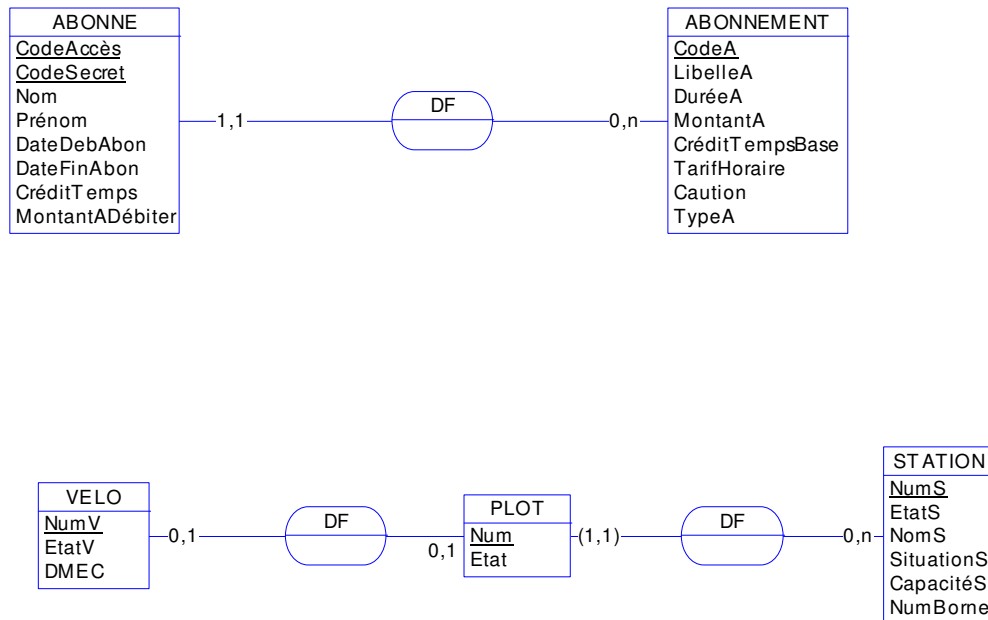 ABONNE
CodeAccès
CodeSecret
Nom
Prénom
DateDebAbon
DateFinAbon
CréditTemps
MontantADébiter
1,1
DF
0,n
ABONNEMENT
CodeA
LibelleA
DuréeA
MontantA
CréditTempsBase
TarifHoraire
Caution
TypeA
VELO
NumV
EtatV
DMEC
0,1
DF
0,1
PLOT
Num
Etat
(1,1)
DF
0,n
STATION
NumS
EtatS
NomS
SituationS
CapacitéS
NumBorne